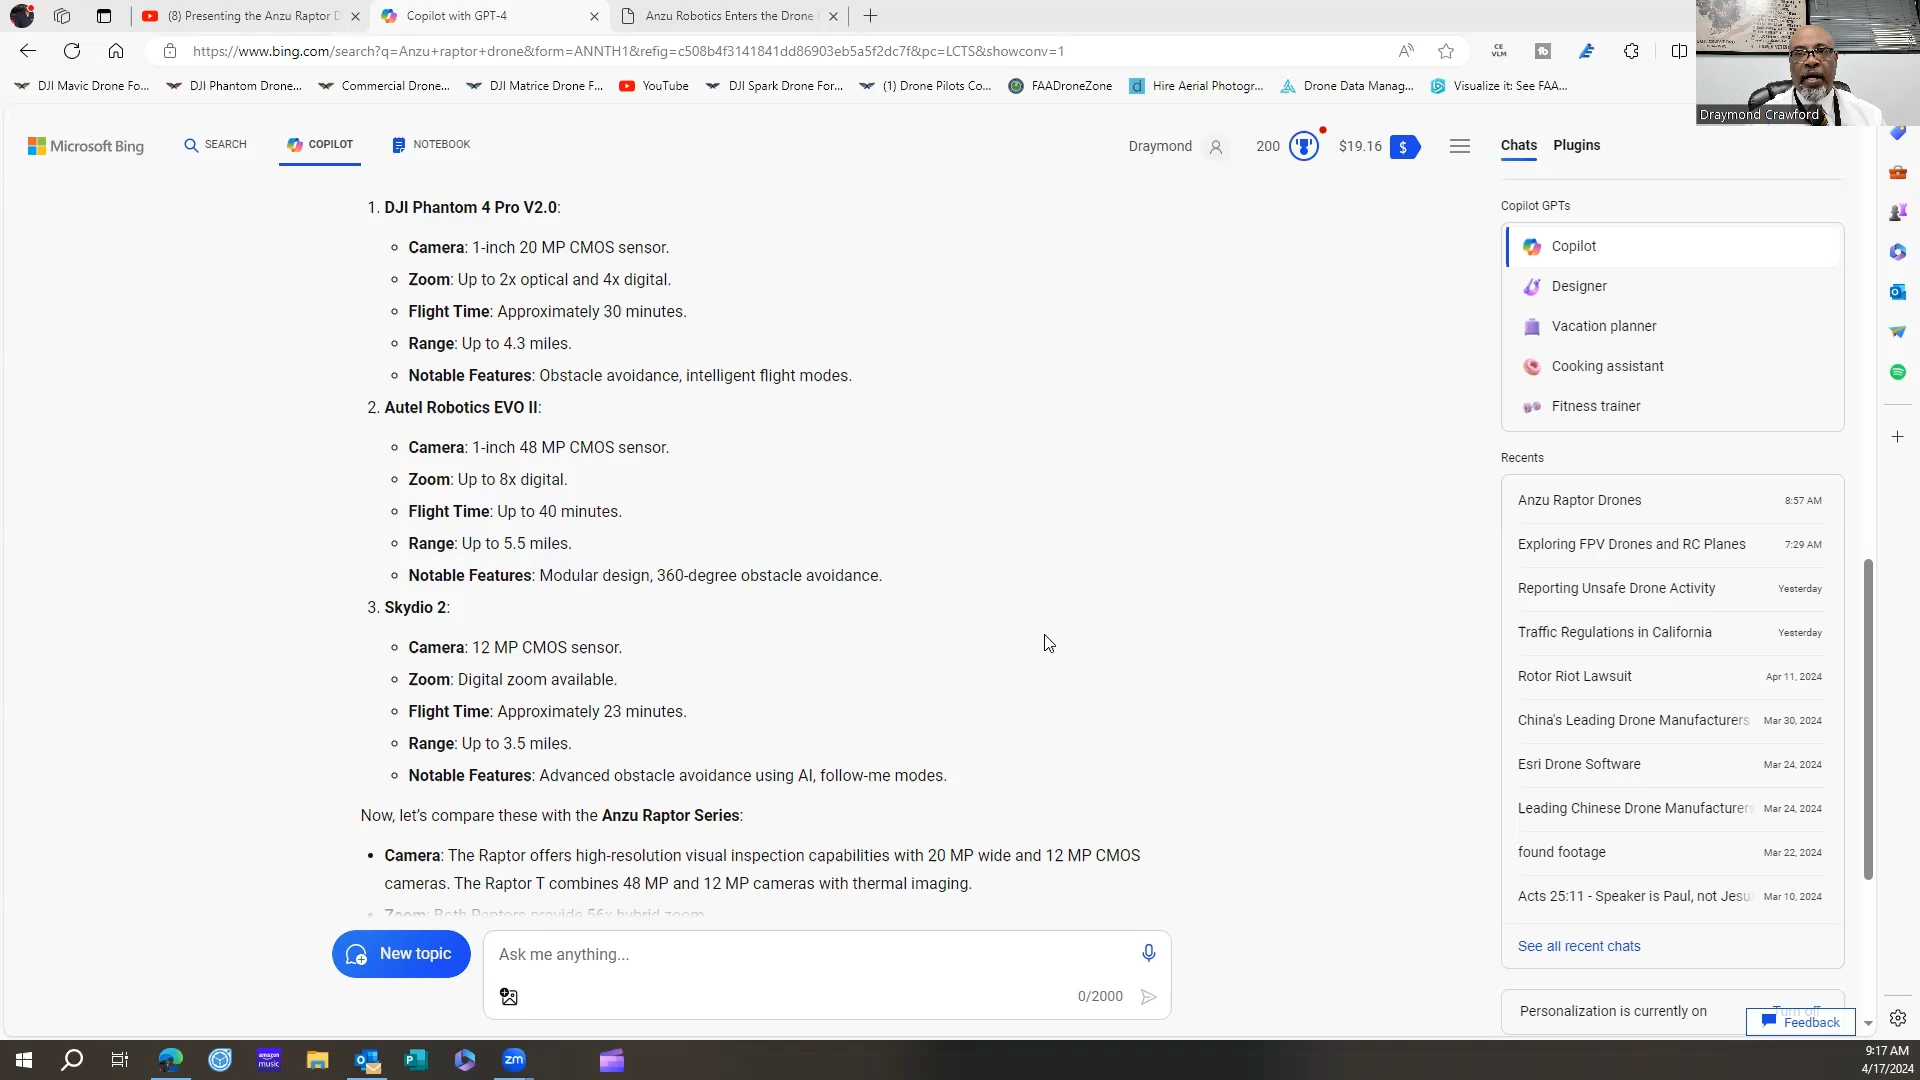 (8) Presenting the Anzu Raptor D
Copilot with GPT-4
Anzu Robotics Enters the Drone
https://www.bing.com/search?q=Anzu+raptor+drone&form=ANNTH1&refig=c508b4f3141841dd86903eb5a5f2dc7f&pc=LCTS&showconv=1
DJI Mavic Drone Fo...
DJI Phantom Drone...
Commercial Drone...
DJI Matrice Drone F...
YouTube
DJI Spark Drone For...
(1) Drone Pilots Co...
FAADroneZone
Hire Aerial Photogr...
Drone Data Manag...
Visualize it: See FAA...
Draymond Crawford
Microsoft Bing
SEARCH
COPILOT
NOTEBOOK
Draymond
200
$19.16
$
Chats
Plugins
1. DJI Phantom 4 Pro V2.0:
Camera: 1-inch 20 MP CMOS sensor.
Zoom: Up to 2x optical and 4x digital.
Flight Time: Approximately 30 minutes.
Range: Up to 4.3 miles.
Notable Features: Obstacle avoidance, intelligent flight modes.
2. Autel Robotics EVO II:
Camera: 1-inch 48 MP CMOS sensor.
Zoom: Up to 8x digital.
Flight Time: Up to 40 minutes.
Range: Up to 5.5 miles.
Notable Features: Modular design, 360-degree obstacle avoidance.
3. Skydio 2:
Camera: 12 MP CMOS sensor.
Zoom: Digital zoom available.
Flight Time: Approximately 23 minutes.
Range: Up to 3.5 miles.
Notable Features: Advanced obstacle avoidance using AI, follow-me modes.
Now, let's compare these with the Anzu Raptor Series:
Camera: The Raptor offers high-resolution visual inspection capabilities with 20 MP wide and 12 MP CMOS
cameras. The Raptor T combines 48 MP and 12 MP cameras with thermal imaging.
Zoom: Both Raptors provide 56x hybrid zoom
New topic
Ask me anything...
0/2000
Copilot GPTs
Copilot
Designer
Vacation planner
Cooking assistant
Fitness trainer
Recents
Anzu Raptor Drones 8:57 AM
Exploring FPV Drones and RC Planes 7:29 AM
Reporting Unsafe Drone Activity Yesterday
Traffic Regulations in California Yesterday
Rotor Riot Lawsuit Apr 11, 2024
China's Leading Drone Manufacturers Mar 30, 2024
Esri Drone Software Mar 24, 2024
Leading Chinese Drone Manufacturers Mar 24, 2024
found footage Mar 22, 2024
Acts 25:11 - Speaker is Paul, not Jesu Mar 10, 2024
See all recent chats
Personalization is currently on Turn off
Feedback
amazon music
zm
9:17 AM
4/17/2024